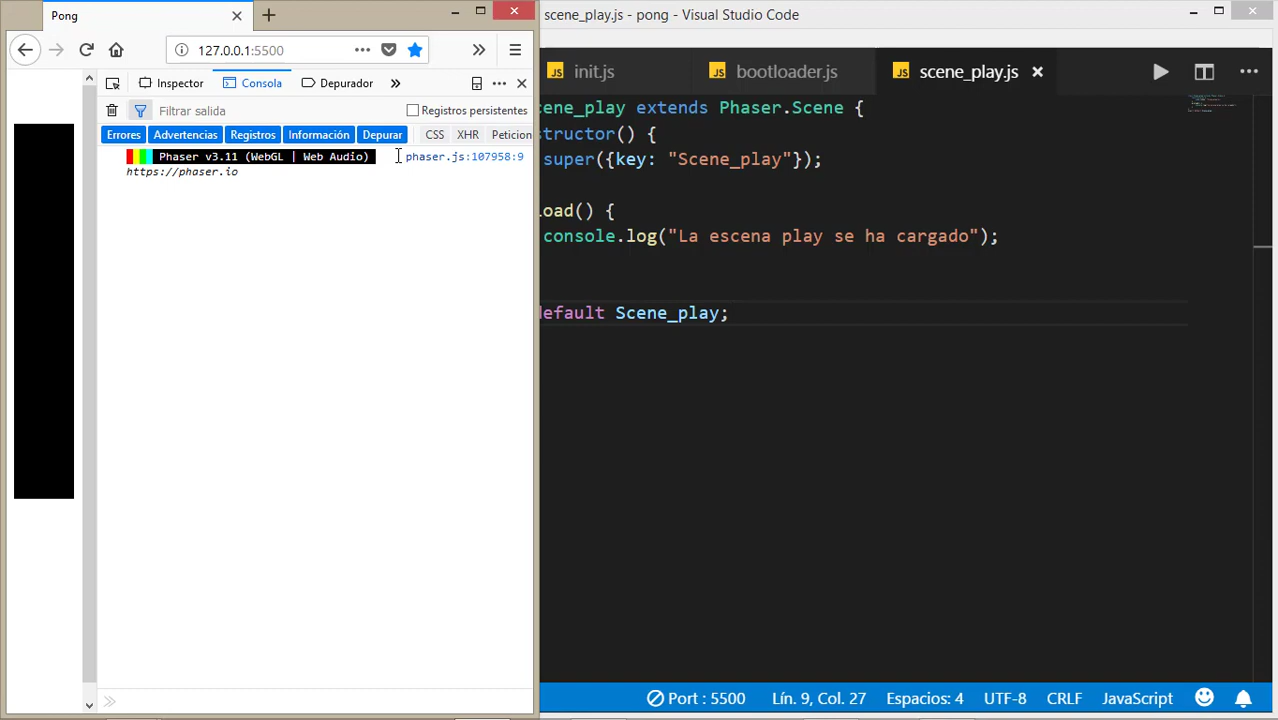 Pong
scene_play.js - pong - Visual Studio Code
127.0.0.1:5500
init.js
bootloader.js
scene_play.js
Inspector
Consola
Depurador
Filtrar salida
Registros persistentes
Errores
Advertencias
Registros
Información
Depurar
CSS
XHR
Peticion
Phaser v3.11 (WebGL | Web Audio)
phaser.js:107958:9
https://phaser.io
cene_play extends Phaser.Scene {
structor() {
super({key: "Scene_play"});
load() {
console.log("La escena play se ha cargado");
default Scene_play;
Port : 5500
Lín. 9, Col. 27
Espacios: 4
UTF-8
CRLF
JavaScript